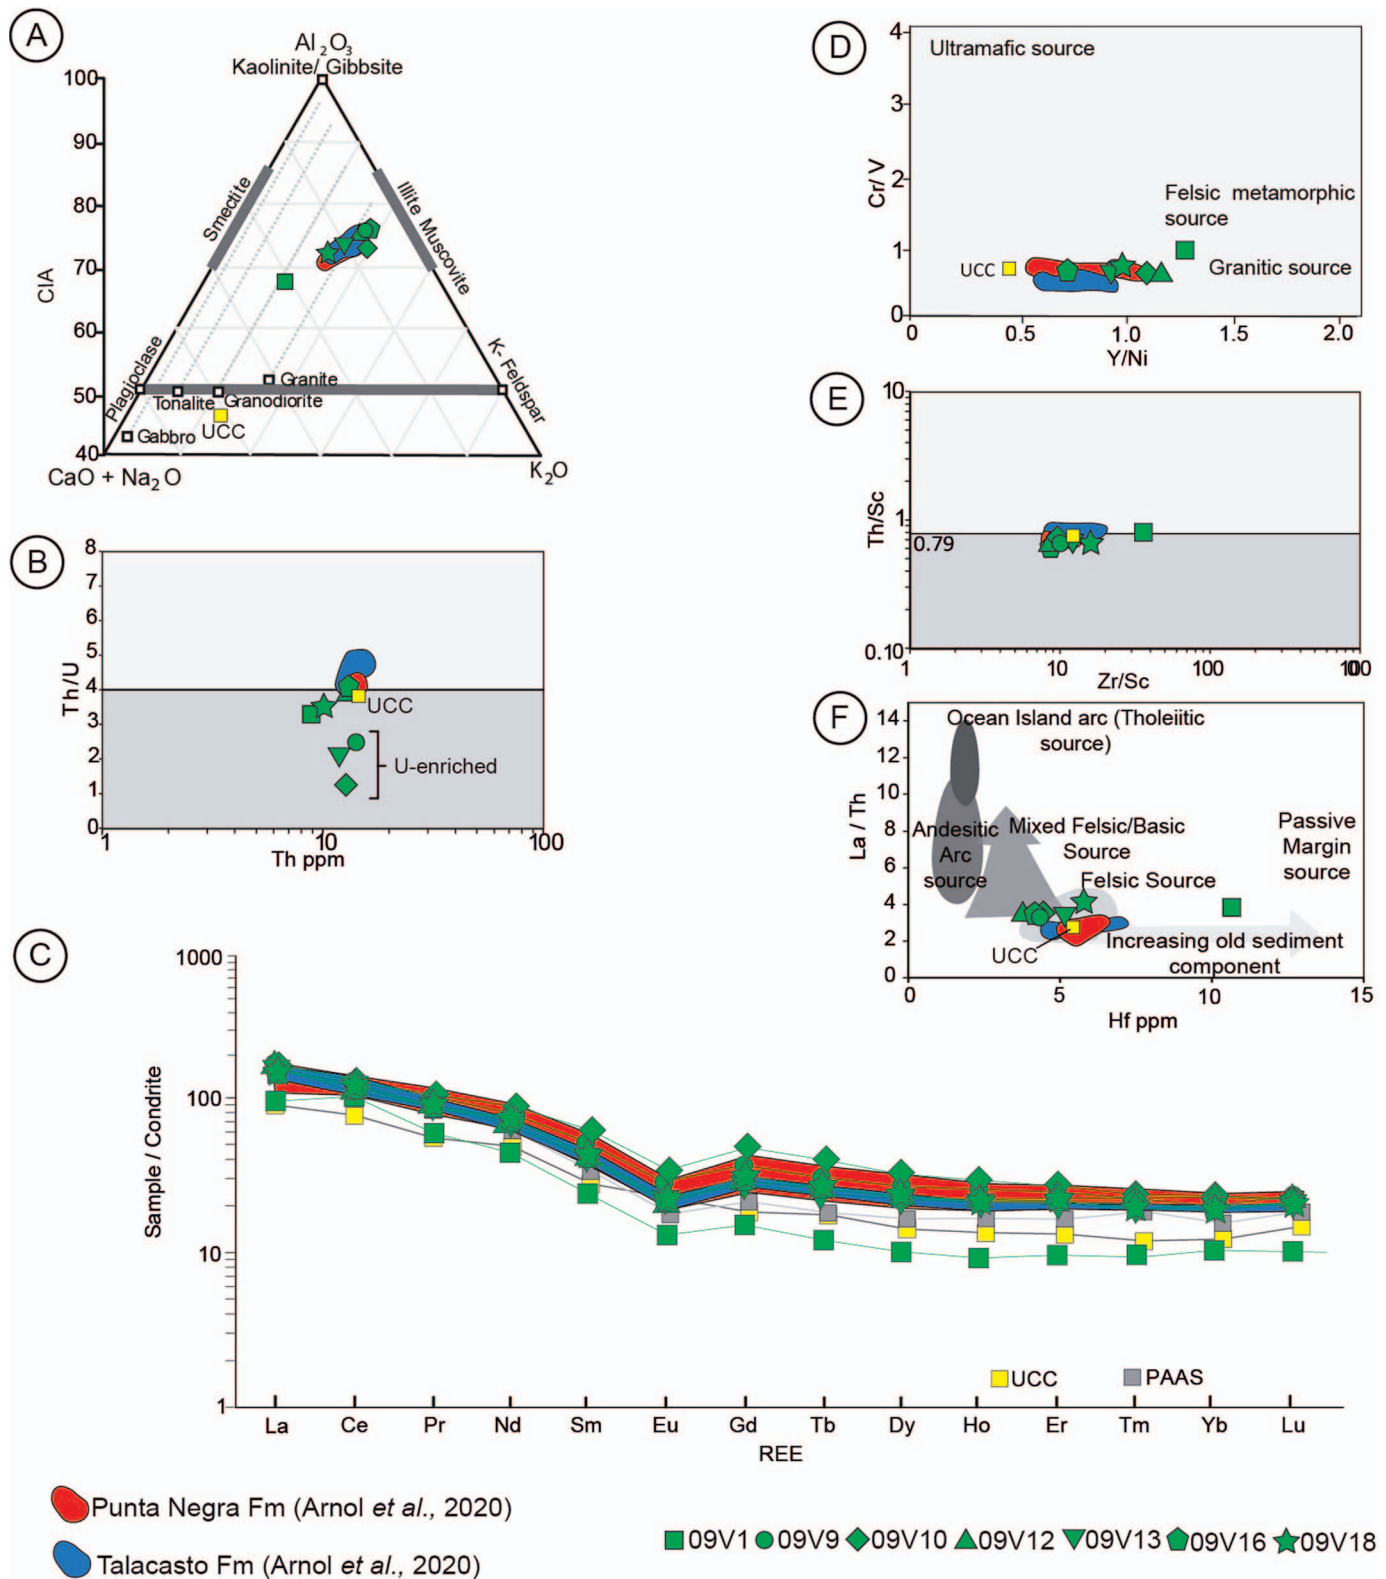 A
Al2O3
Kaolinite/ Gibbsite
100
90
80
70
60
50
40
CIA
Smectite
Illite Muscovite
Plagioclase
K- Feldspar
Granite
Tonalite
Granodiorite
Gabbro
UCC
CaO + Na2O
K2O
B
8
7
6
5
4
3
2
1
0
Th/U
UCC
U-enriched
1
10
100
Th ppm
C
1000
100
10
1
Sample / Condrite
UCC
PAAS
La
Ce
Pr
Nd
Sm
Eu
Gd
Tb
Dy
Ho
Er
Tm
Yb
Lu
REE
D
4
3
2
1
0
Cr/ V
Ultramafic source
Felsic metamorphic
source
UCC
Granitic source
0
0.5
1.0
1.5
2.0
Y/Ni
E
10
1
0.10
Th/Sc
0.79
1
10
100
Zr/Sc
F
14
12
10
8
6
4
2
0
La / Th
Ocean Island arc (Tholeiitic
source)
Andesitic
Arc
source
Mixed Felsic/Basic
Source
Felsic Source
Passive
Margin
source
UCC
Increasing old sediment
component
0
5
10
15
Hf ppm
Punta Negra Fm (Arnol et al., 2020)
Talacasto Fm (Arnol et al., 2020)
09V1
09V9
09V10
09V12
09V13
09V16
09V18